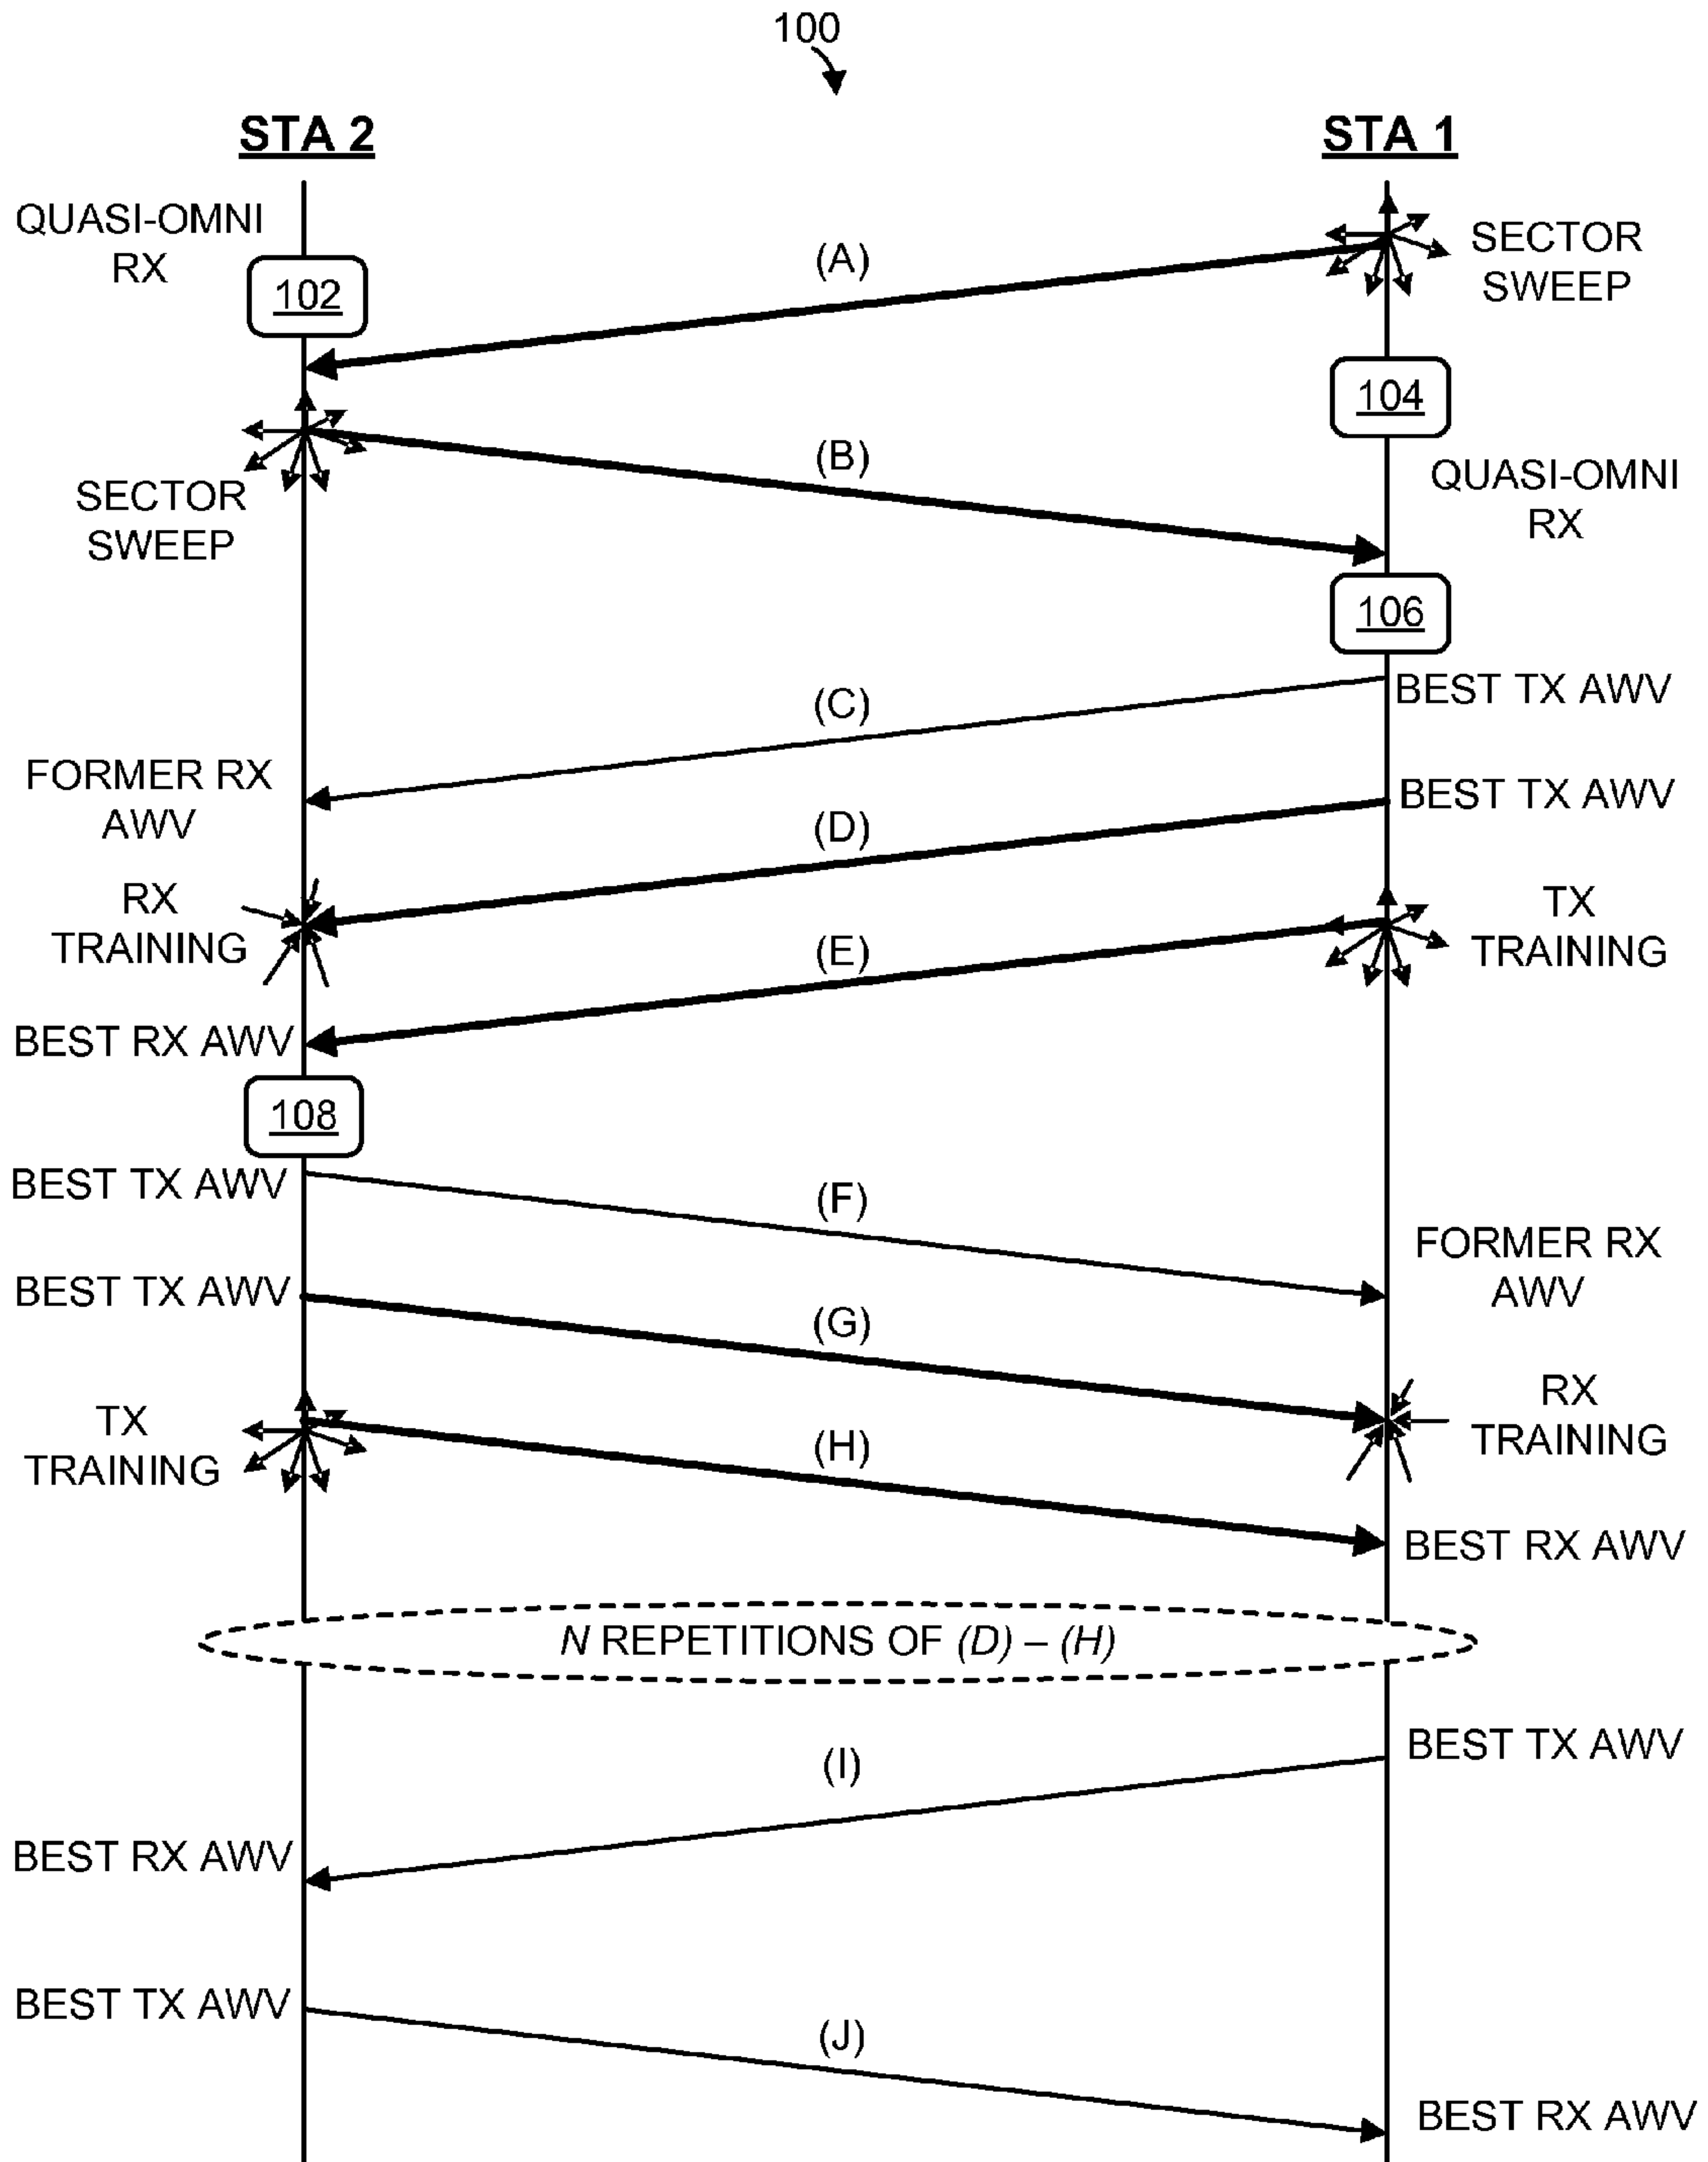 100
STA 2
STA 1
QUASI-OMNI
RX
SECTOR
SWEEP
(A)
102
104
(B)
SECTOR
SWEEP
QUASI-OMNI
RX
106
BEST TX AWV
(C)
FORMER RX
AWV
BEST TX AWV
(D)
RX
TRAINING
TX
TRAINING
(E)
BEST RX AWV
108
BEST TX AWV
(F)
FORMER RX
AWV
BEST TX AWV
(G)
RX
TRAINING
TX
TRAINING
(H)
BEST RX AWV
N REPETITIONS OF (D) – (H)
BEST TX AWV
(I)
BEST RX AWV
BEST TX AWV
(J)
BEST RX AWV